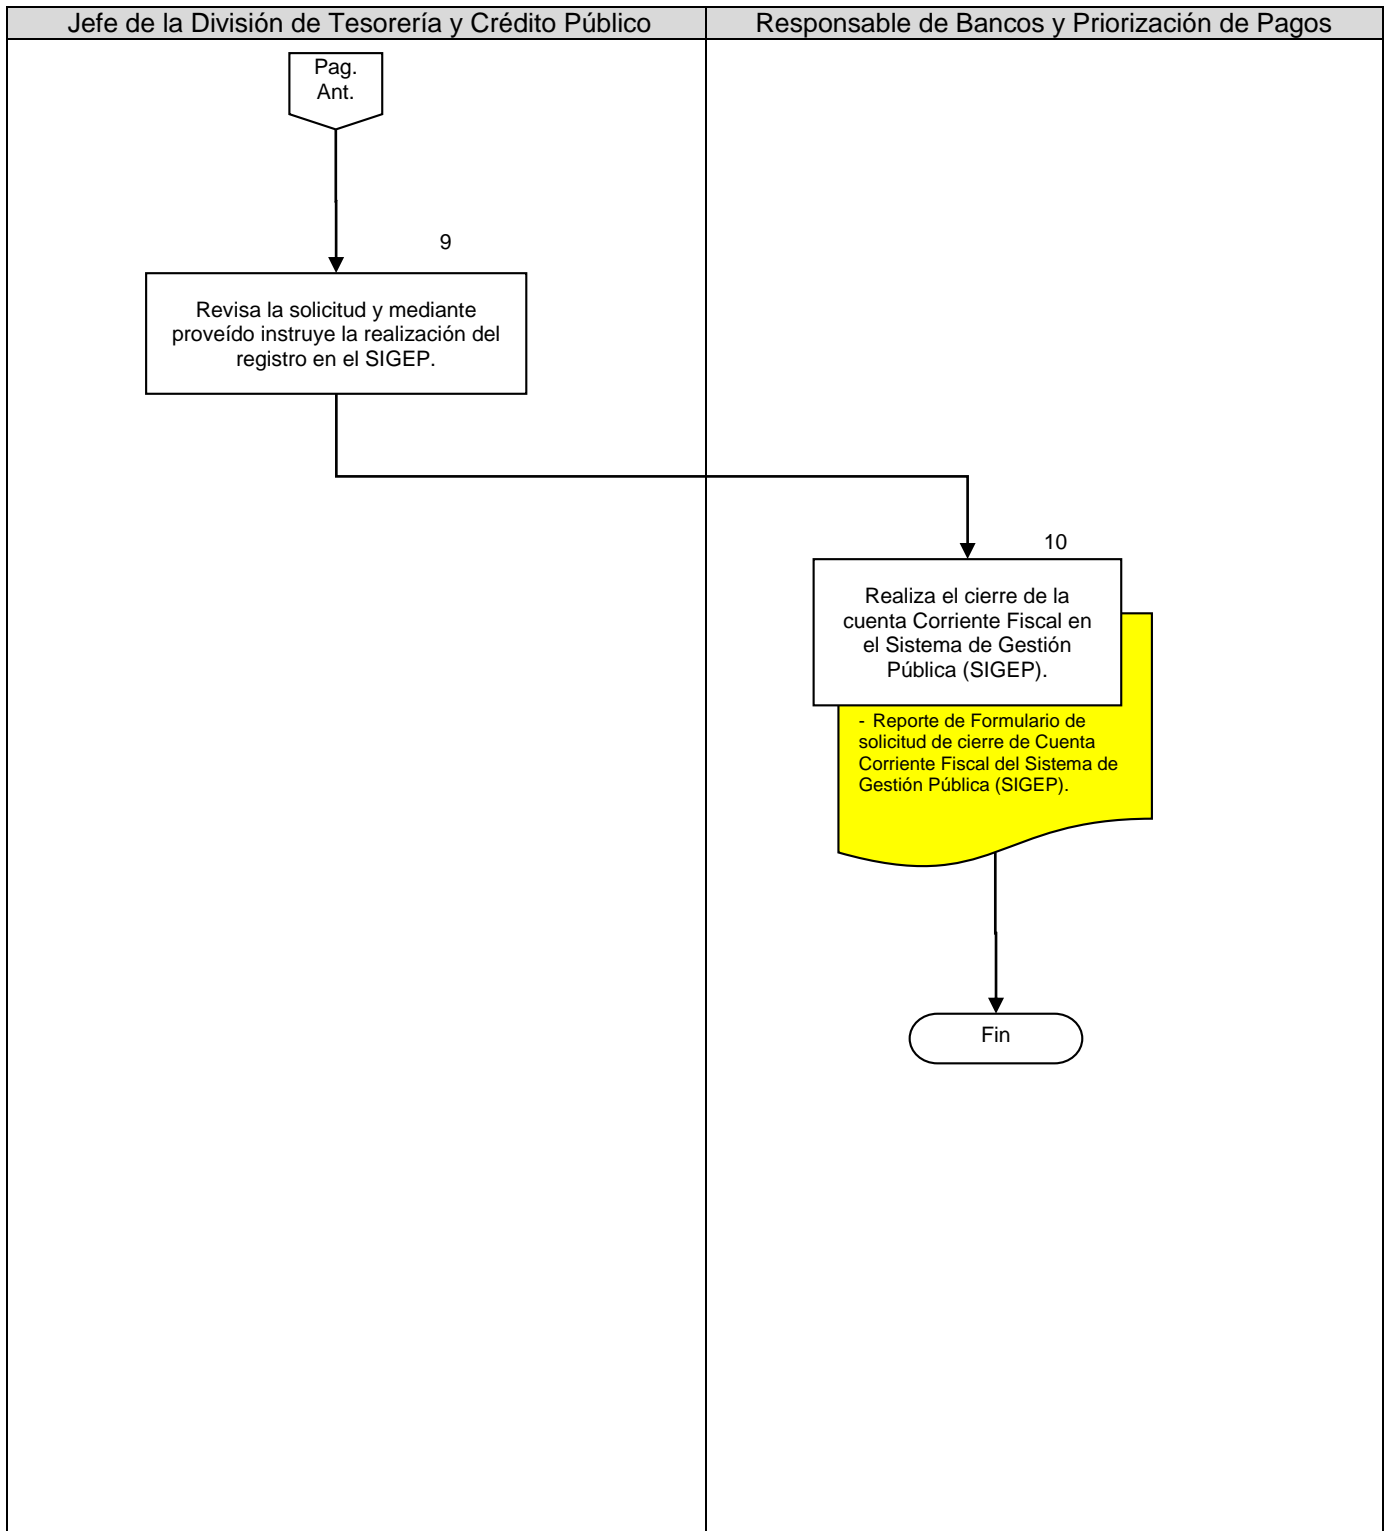 Jefe de la División de Tesorería y Crédito Público
Responsable de Bancos y Priorización de Pagos
Pag.
Ant.
9
Revisa la solicitud y mediante
proveído instruye la realización del
registro en el SIGEP.
10
Realiza el cierre de la
cuenta Corriente Fiscal en
el Sistema de Gestión
Pública (SIGEP).
- Reporte de Formulario de
solicitud de cierre de Cuenta
Corriente Fiscal del Sistema de
Gestión Pública (SIGEP).
Fin